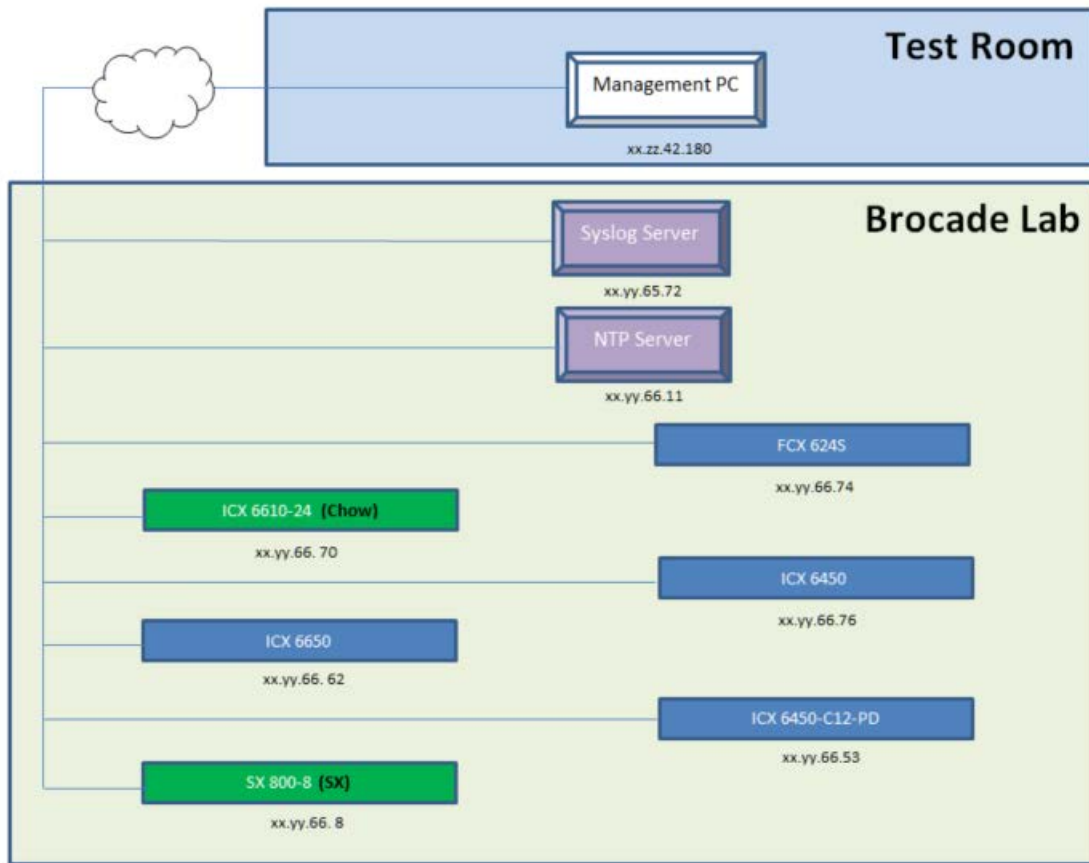 Test Room
Management PC
xx.zz.42.180
Brocade Lab
Syslog Server
xx.yy.65.72
NTP Server
xx.yy.66.11
FCX 624S
xx.yy.66.74
ICX 6610-24 (Chow)
xx.yy.66. 70
ICX 6450
xx.yy.66.76
ICX 6650
xx.yy.66. 62
ICX 6450-C12-PD
xx.yy.66.53
SX 800-8 (SX)
xx.yy.66. 8